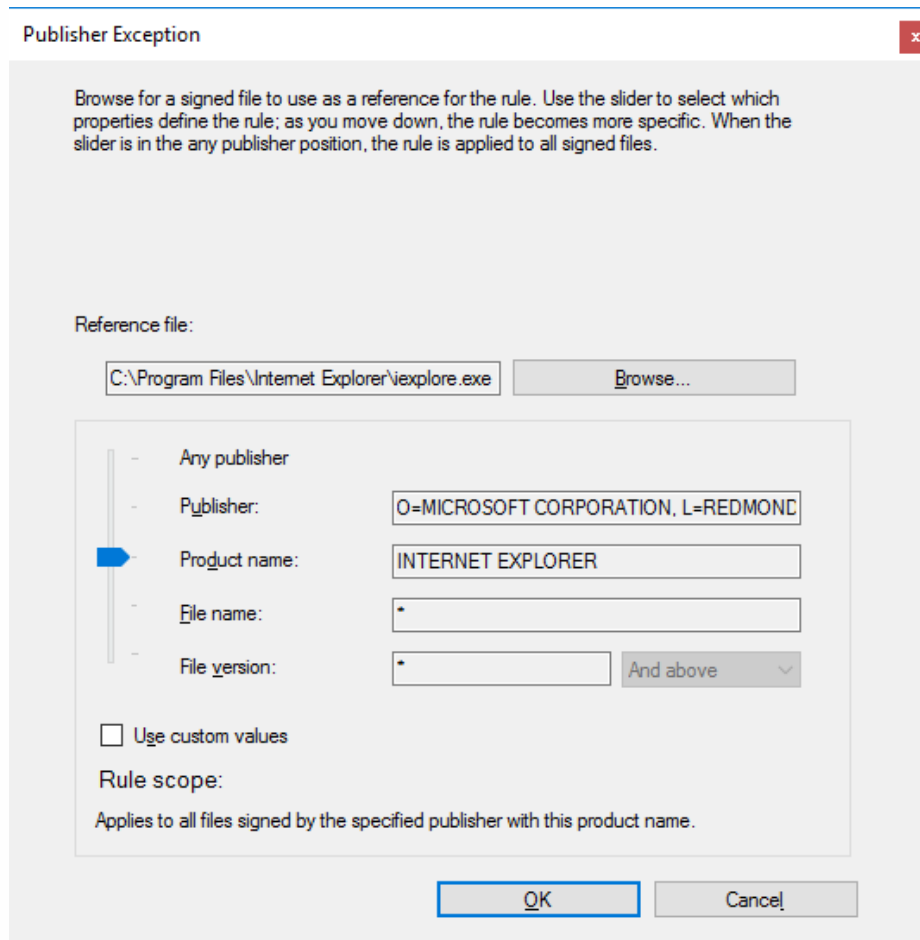 Publisher Exception
x
Browse for a signed file to use as a reference for the rule. Use the slider to select which
properties define the rule; as you move down, the rule becomes more specific. When the
slider is in the any publisher position, the rule is applied to all signed files.
Reference file:
C:\Program Files\Internet Explorer\iexplore.exe Browse...
Any publisher
Publisher: O=MICROSOFT CORPORATION, L=REDMOND
Product name: INTERNET EXPLORER
File name: *
File version: * And above
Use custom values
Rule scope:
Applies to all files signed by the specified publisher with this product name.
OK Cancel